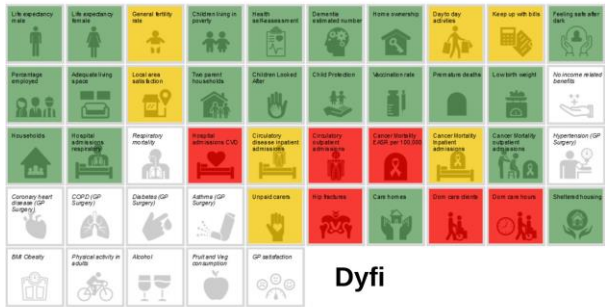 Life expectancy
male
Life expectancy
female
General fertility
rate
Children living in
poverty
Health
selfassessment
Dementia
estimated number
Home ownership
Day to day
activities
Keep up with bills
Feeling safe after
dark
Percentage
employed
Adequate living
space
Local area
satisfaction
Two parent
households
Children Looked
After
Child Protection
Vaccination rate
Premature deaths
Low birth weight
No income related
benefits
Households
Hospital
admissions
respiratory
Respiratory
mortality
Hospital
admissions CVD
Circulatory
disease inpatient
admissions
Circulatory
outpatient
admissions
Cancer Mortality
EASR per 100,000
Cancer Mortality
inpatient
admissions
Cancer Mortality
outpatient
admissions
Hypertension (GP
Surgery)
Coronary heart
disease (GP
Surgery)
COPD (GP
Surgery)
Diabetes (GP
Surgery)
Asthma (GP
Surgery)
Unpaid carers
Hip fractures
Care homes
Dom care clients
Dom care hours
Sheltered housing
BMI Obesity
Physical activity in
adults
Alcohol
Fruit and Veg
consumption
GP satisfaction
Dyfi